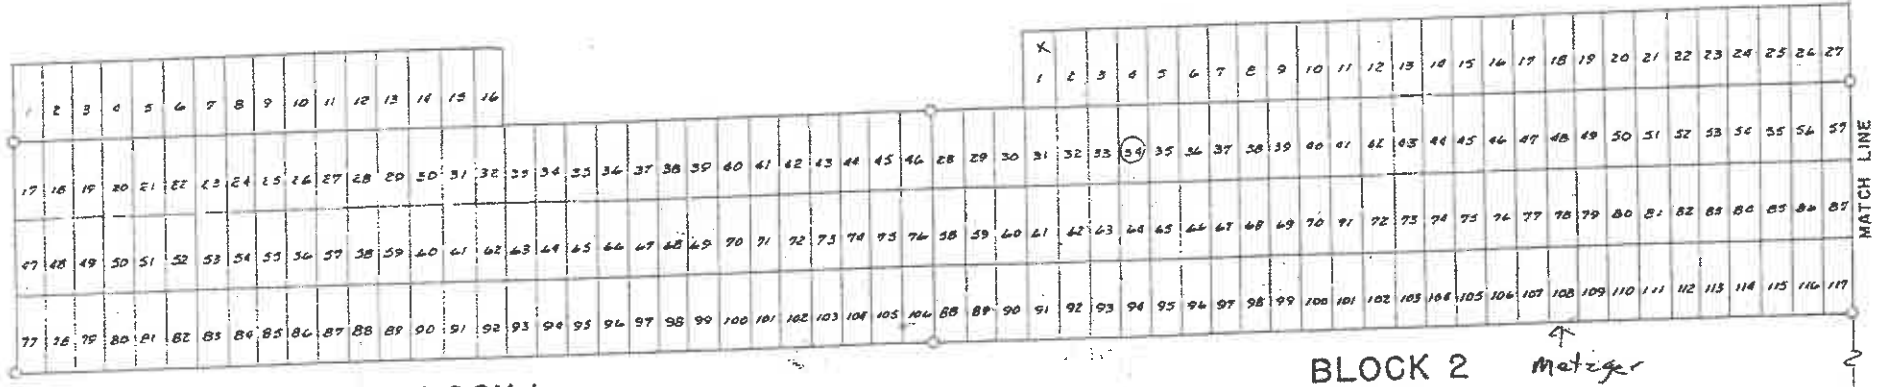 X
1 2 3 4 5 6 7 8 9 10 11 12 13 14 15 16
1 2 3 4 5 6 7 8 9 10 11 12 13 14 15 16 17 18 19 20 21 22 23 24 25 26 27
17 18 19 20 21 22 23 24 25 26 27 28 29 30 31 32 33 34 35 36 37 38 39 40 41 42 43 44 45 46 28 29 30 31 32 33 34 35 36 37 38 39 40 41 42 43 44 45 46 47 48 49 50 51 52 53 54 55 56 57
47 48 49 50 51 52 53 54 55 56 57 58 59 60 61 62 63 64 65 66 67 68 69 70 71 72 73 74 75 76 58 59 60 61 62 63 64 65 66 67 68 69 70 71 72 73 74 75 76 77 78 79 80 81 82 83 84 85 86 87
77 78 79 80 81 82 83 84 85 86 87 88 89 90 91 92 93 94 95 96 97 98 99 100 101 102 103 104 105 106 88 89 90 91 92 93 94 95 96 97 98 99 100 101 102 103 104 105 106 107 108 109 110 111 112 113 114 115 116 117
MATCH LINE
BLOCK 2
Metzger